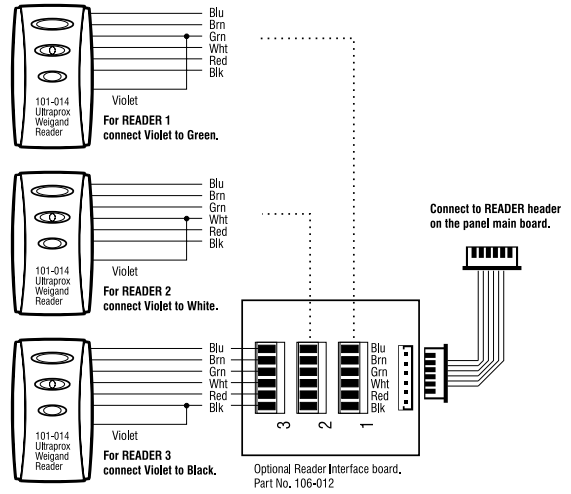 Blu
Brn
Grn
Wht
Red
Blk
101-014
Ultraprox
Weigand
Reader
Violet
For READER 1
connect Violet to Green.
Blu
Brn
Grn
Wht
Red
Blk
101-014
Ultraprox
Weigand
Reader
Violet
For READER 2
connect Violet to White.
Connect to READER header
on the panel main board.
Blu
Brn
Grn
Wht
Red
Blk
101-014
Ultraprox
Weigand
Reader
Violet
For READER 3
connect Violet to Black.
Blu
Brn
Grn
Wht
Red
Blk
3
2
1
Optional Reader Interface board.
Part No. 106-012